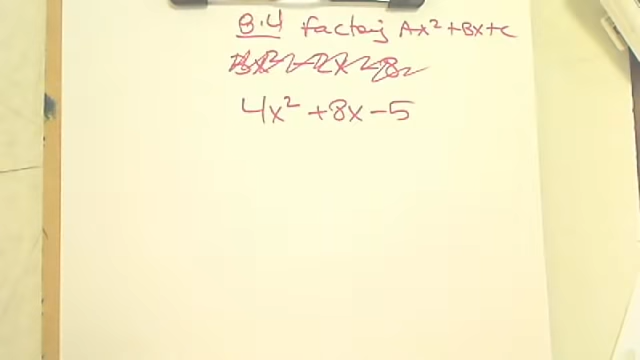 8.4 Factoring Ax² + Bx + C
4x² + 8x - 5